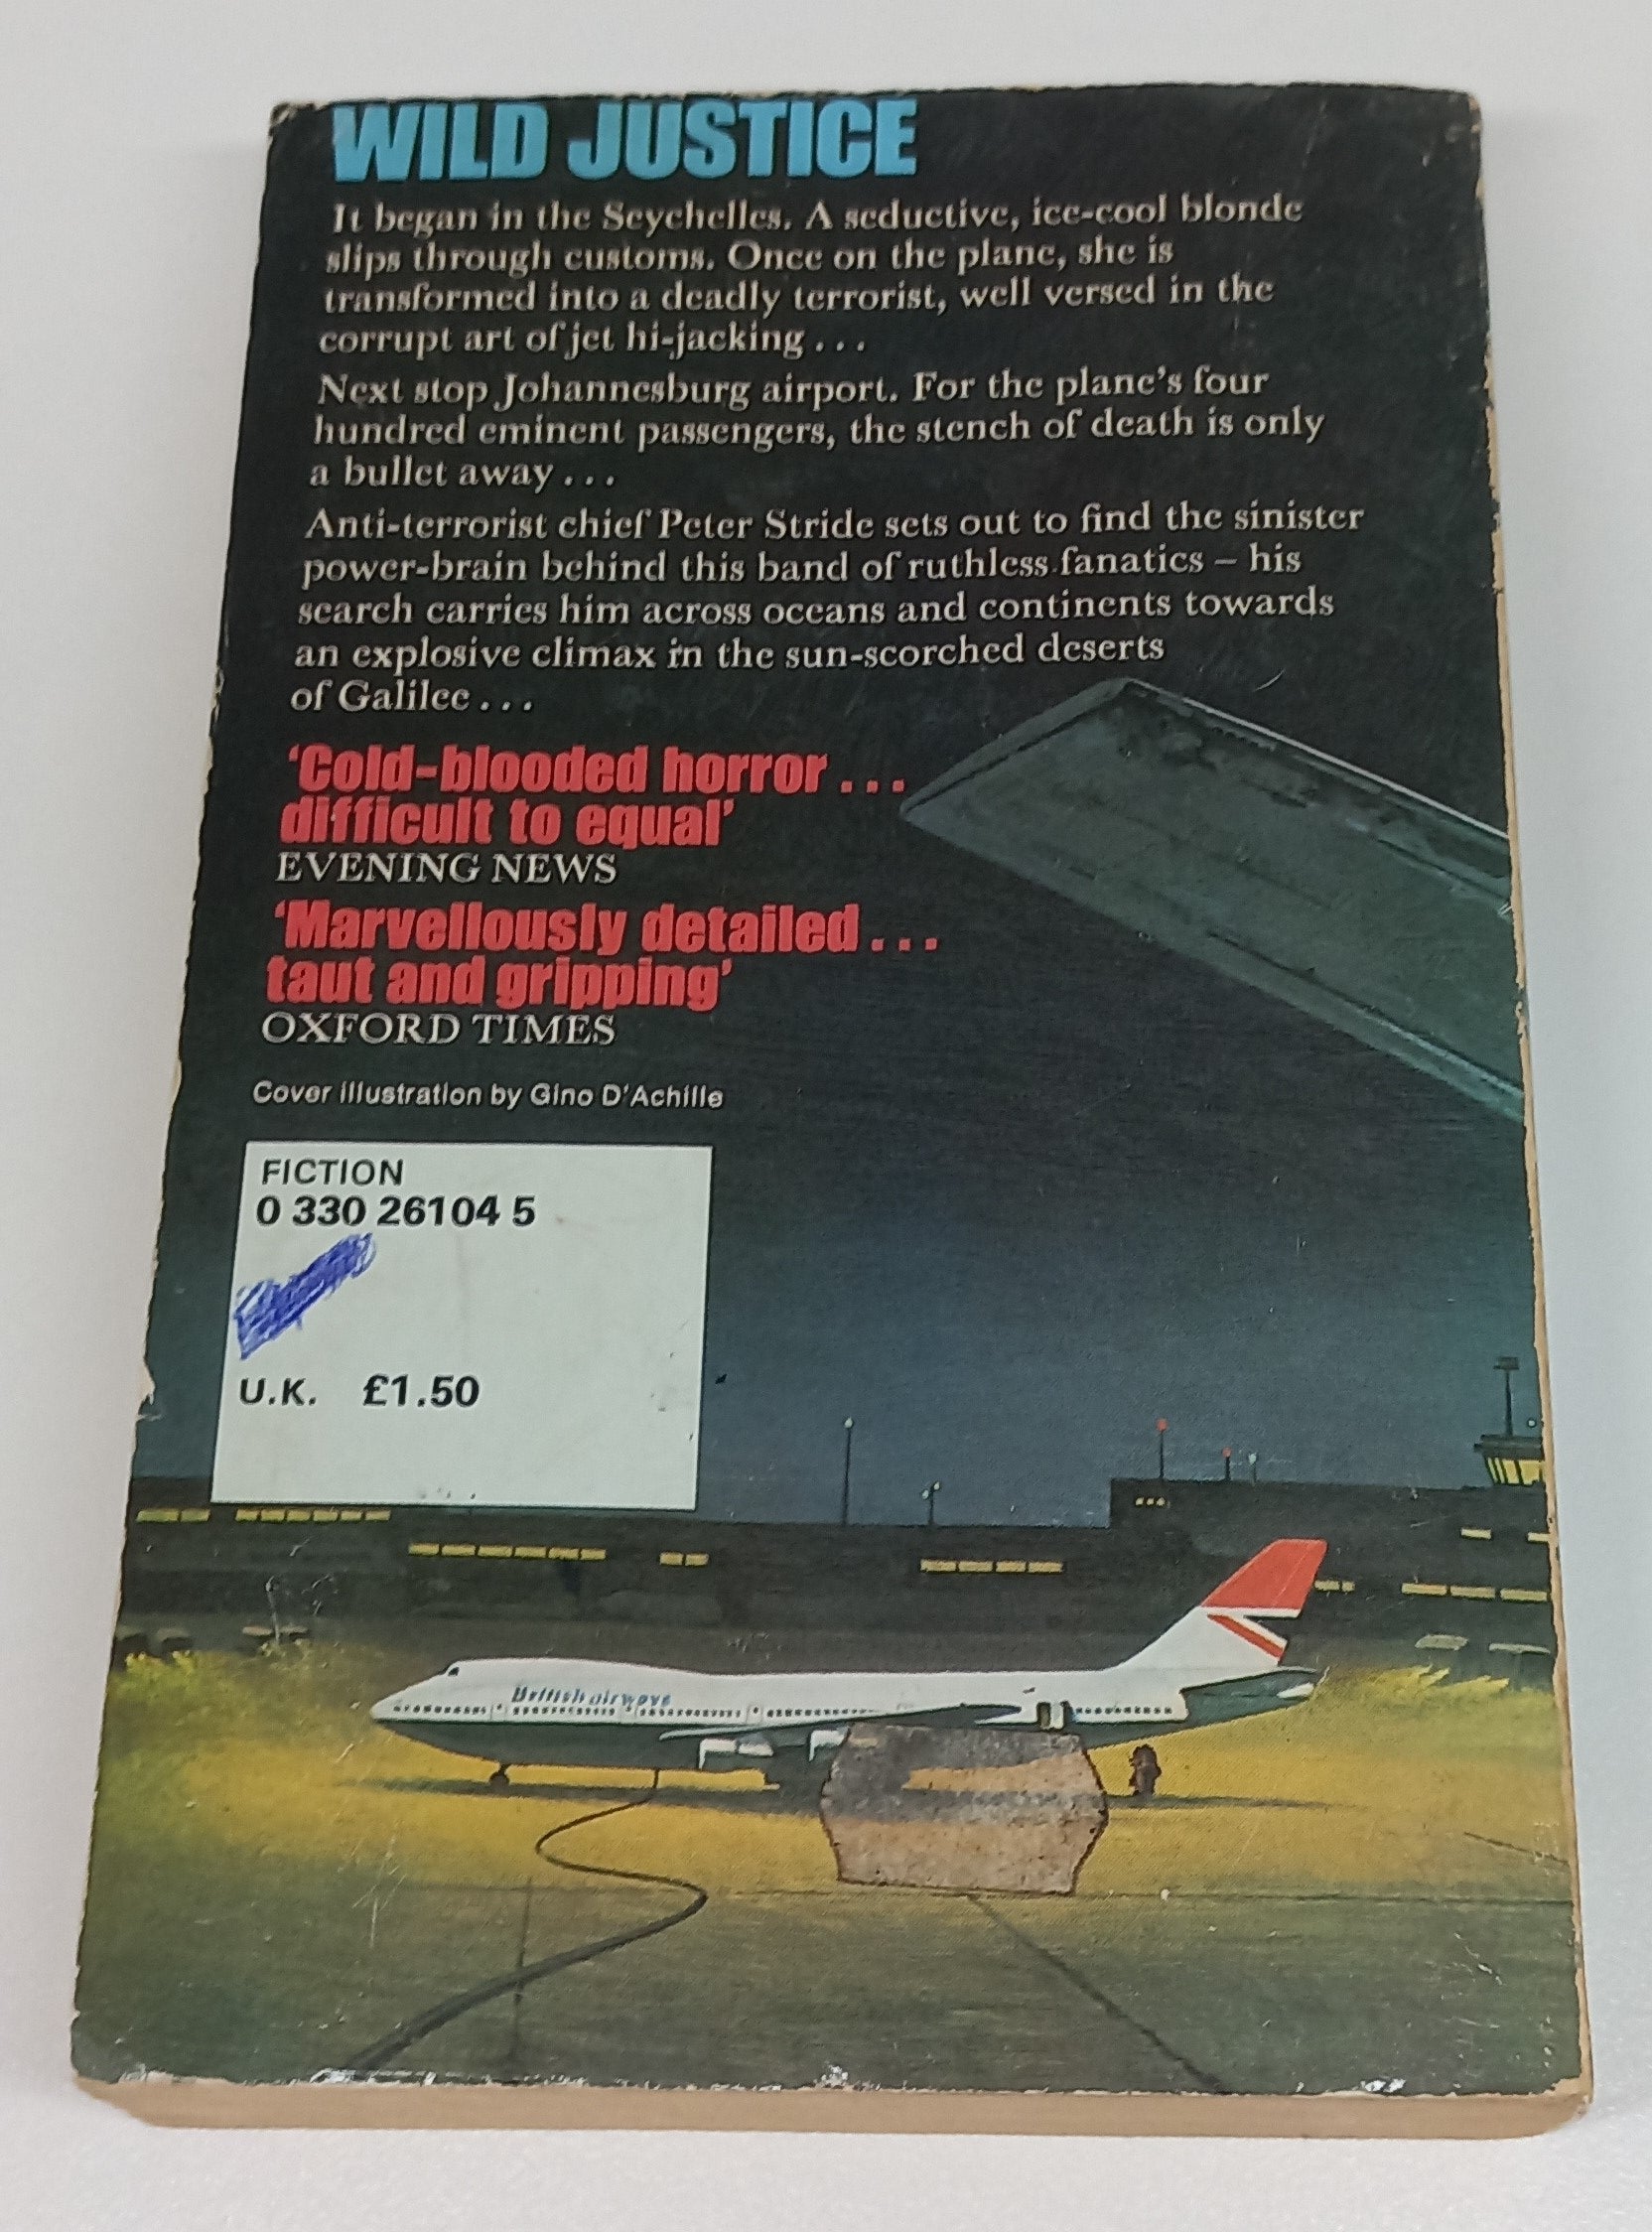 WILD JUSTICE
It began in the Seychelles. A seductive, ice-cool blonde
slips through customs. Once on the plane, she is
transformed into a deadly terrorist, well versed in the
corrupt art of jet hi-jacking . . .
Next stop Johannesburg airport. For the plane's four
hundred eminent passengers, the stench of death is only
a bullet away . . .
Anti-terrorist chief Peter Stride sets out to find the sinister
power-brain behind this band of ruthless fanatics – his
search carries him across oceans and continents towards
an explosive climax in the sun-scorched deserts
of Galilee . . .
‘Cold-blooded horror . . .
difficult to equal’
EVENING NEWS
‘Marvellously detailed . . .
taut and gripping’
OXFORD TIMES
Cover illustration by Gino D'Achille
FICTION
0 330 26104 5
U.K. £1.50
British airways